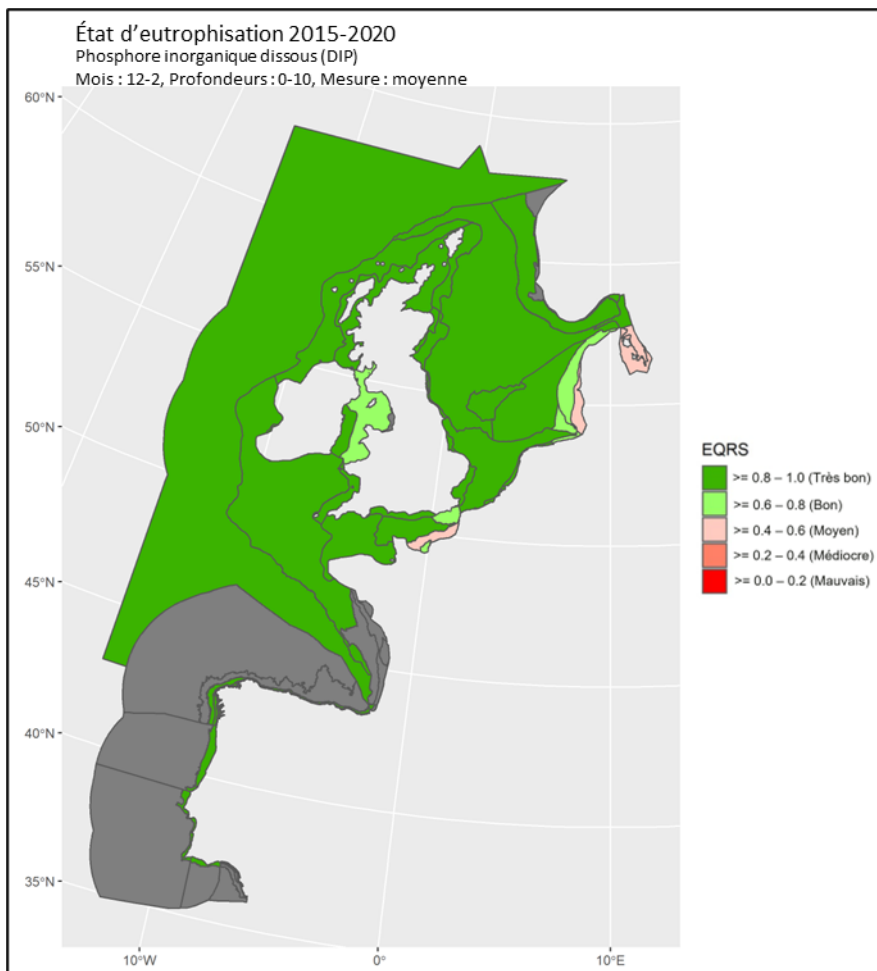 État d'eutrophisation 2015-2020
Phosphore inorganique dissous (DIP)
Mois : 12-2, Profondeurs : 0-10, Mesure : moyenne
60°N
55°N
50°N
45°N
40°N
35°N
10°W
0°
10°E
EQRS
>= 0.8 – 1.0 (Très bon)
>= 0.6 – 0.8 (Bon)
>= 0.4 – 0.6 (Moyen)
>= 0.2 – 0.4 (Médiocre)
>= 0.0 – 0.2 (Mauvais)